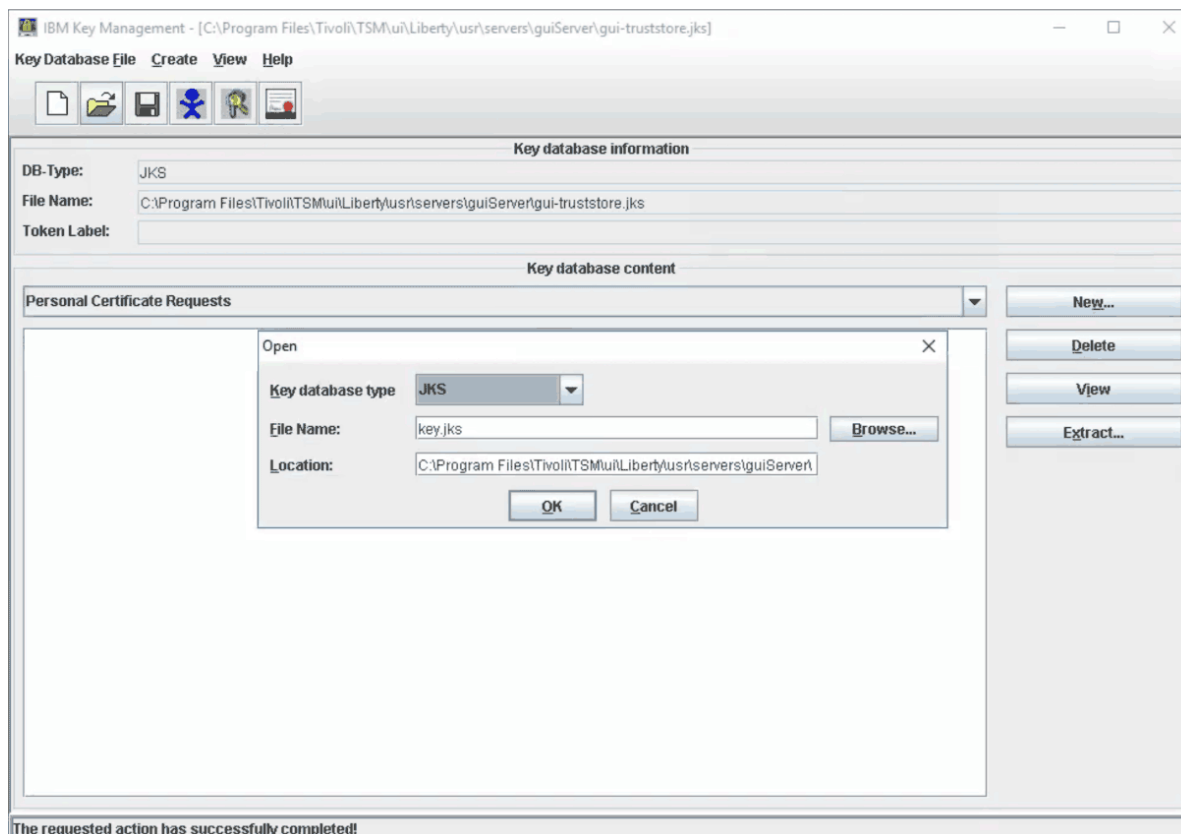 IBM Key Management - [C:\Program Files\Tivoli\TSM\ui\Liberty\usr\servers\guiServer\gui-truststore.jks]
Key Database File Create View Help
Key database information
DB-Type: JKS
File Name: C:\Program Files\Tivoli\TSM\ui\Liberty\usr\servers\guiServer\gui-truststore.jks
Token Label:
Key database content
Personal Certificate Requests
New...
Open
Delete
Key database type JKS
View
File Name: key.jks Browse...
Extract...
Location: C:\Program Files\Tivoli\TSM\ui\Liberty\usr\servers\guiServer\
OK Cancel
The requested action has successfully completed!